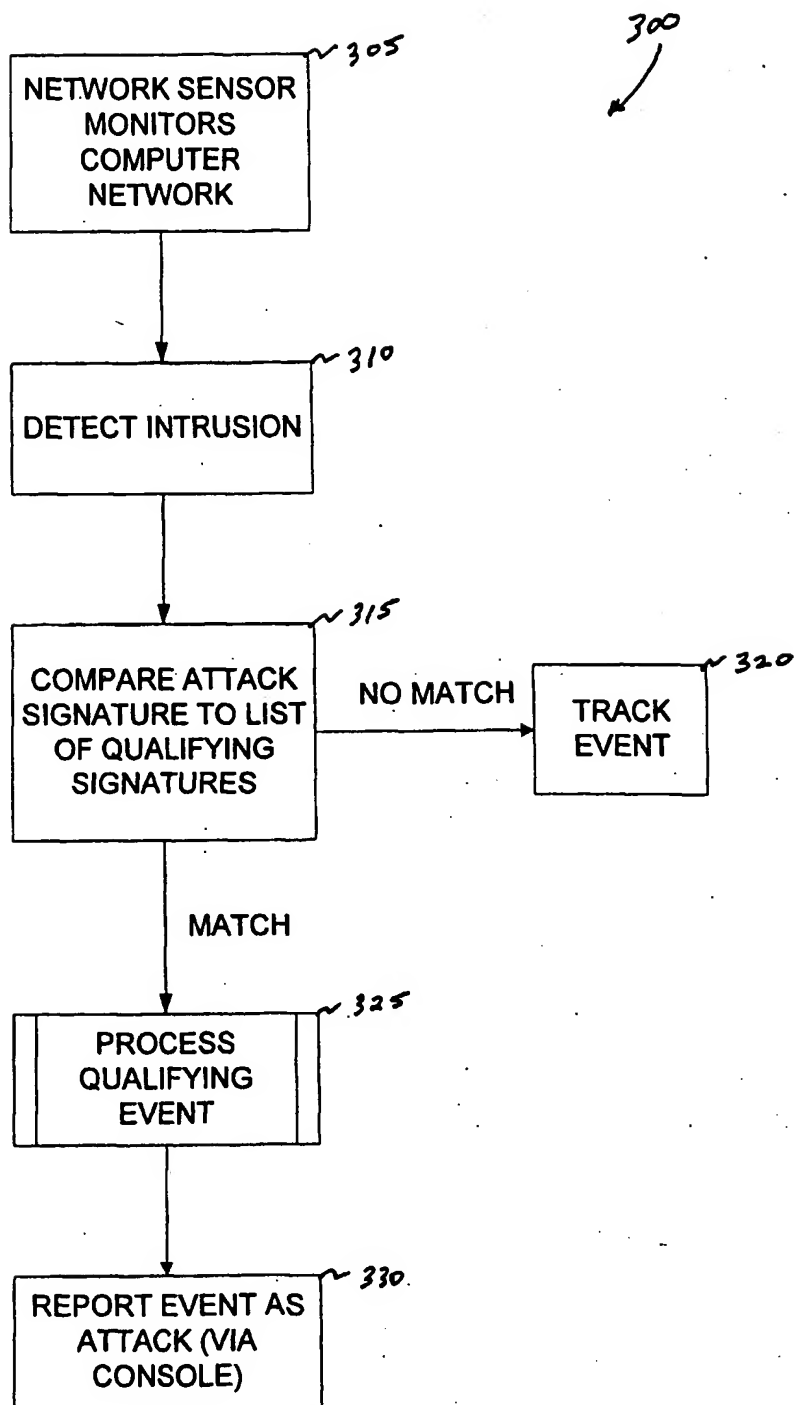 300
305
NETWORK SENSOR
MONITORS
COMPUTER
NETWORK
310
DETECT INTRUSION
315
COMPARE ATTACK
SIGNATURE TO LIST
OF QUALIFYING
SIGNATURES
NO MATCH
320
TRACK
EVENT
MATCH
325
PROCESS
QUALIFYING
EVENT
330
REPORT EVENT AS
ATTACK (VIA
CONSOLE)